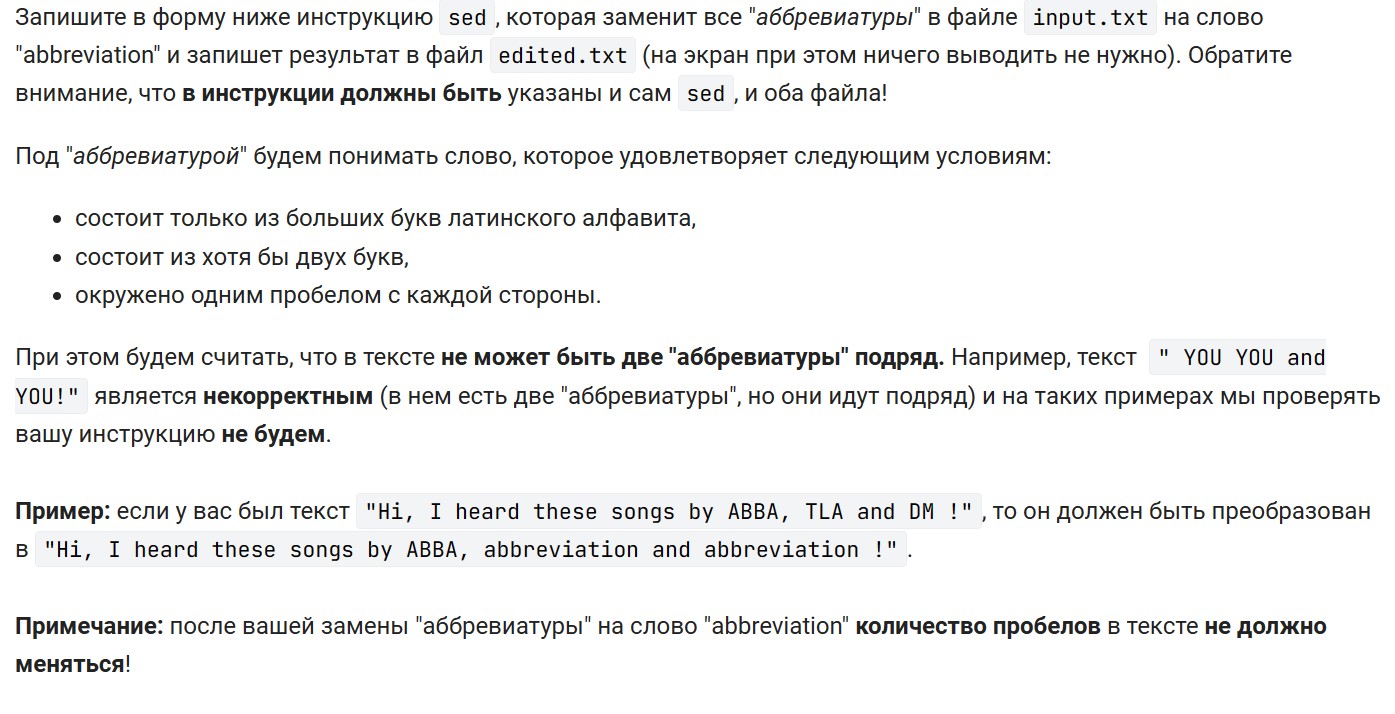 Запишите в форму ниже инструкцию sed, которая заменит все "аббревиатуры" в файле input.txt на слово
"abbreviation" и запишет результат в файл edited.txt (на экран при этом ничего выводить не нужно). Обратите
внимание, что в инструкции должны быть указаны и сам sed, и оба файла!
Под "аббревиатурой" будем понимать слово, которое удовлетворяет следующим условиям:
• состоит только из больших букв латинского алфавита,
• состоит из хотя бы двух букв,
• окружено одним пробелом с каждой стороны.
При этом будем считать, что в тексте не может быть две "аббревиатуры" подряд. Например, текст " YOU YOU and
YOU!" является некорректным (в нем есть две "аббревиатуры", но они идут подряд) и на таких примерах мы проверять
вашу инструкцию не будем.
Пример: если у вас был текст "Hi, I heard these songs by ABBA, TLA and DM !", то он должен быть преобразован
в "Hi, I heard these songs by ABBA, abbreviation and abbreviation !".
Примечание: после вашей замены "аббревиатуры" на слово "abbreviation" количество пробелов в тексте не должно
меняться!